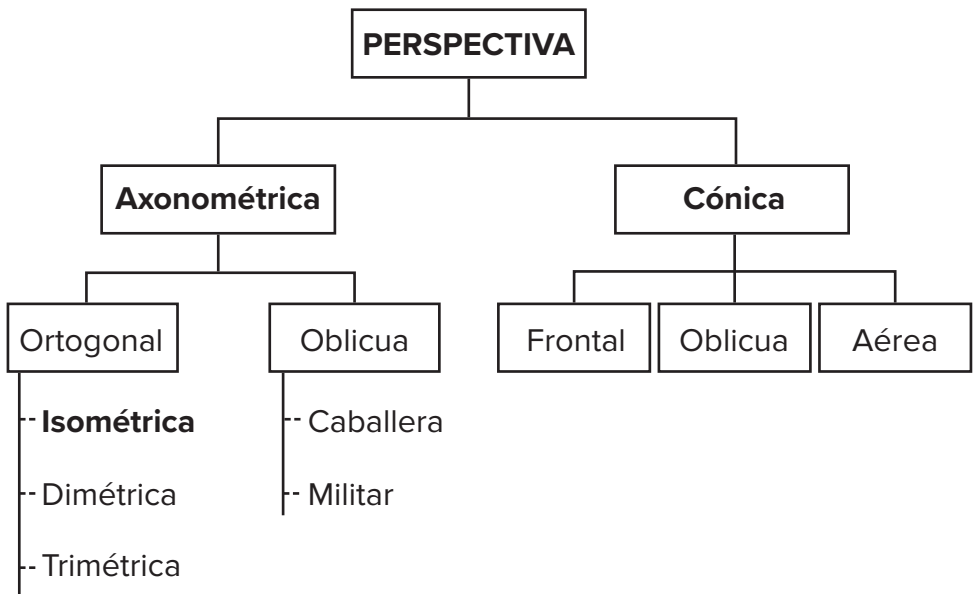 PERSPECTIVA
Axonométrica
Cónica
Ortogonal
Oblicua
Frontal
Oblicua
Aérea
Isométrica
Caballera
Dimétrica
Militar
Trimétrica